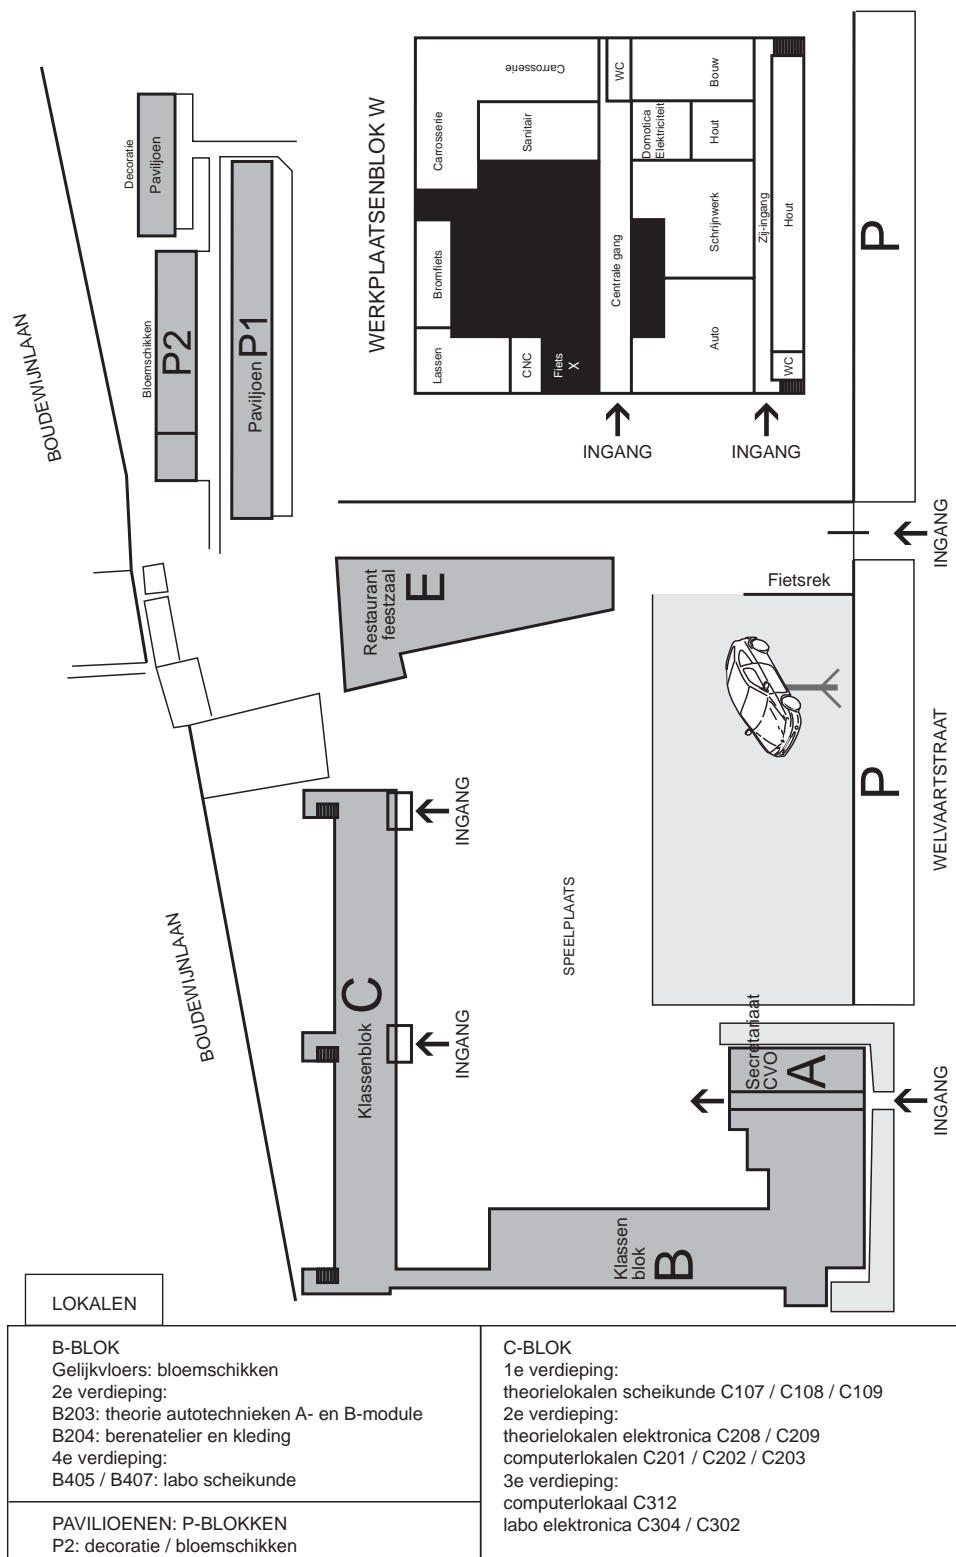 WERKPLAATSENBLOK W
Carrosserie
Carrosserie
Sanitair
WC
Bouw
Domotica
Elektriciteit
Hout
Schrijnwerk
Zij-ingang
Hout
Centrale gang
Bromfiets
Lassen
CNC
Fiets
X
Auto
WC
INGANG
INGANG
P
Decoratie
Paviljoen
Bloemschikken
P2
Paviljoen P1
BOUDEWIJNLAAN
INGANG
Restaurant
feestzaal
E
Fietsrek
P
WELVAARTSTRAAT
INGANG
SPEELPLAATS
BOUDEWIJNLAAN
Klassenblok C
INGANG
Secretariaat
CVO
A
INGANG
Klassen
blok
B
LOKALEN
B-BLOK
Gelijkvloers: bloemschikken
2e verdieping:
B203: theorie autotechnieken A- en B-module
B204: berenatelier en kleding
4e verdieping:
B405 / B407: labo scheikunde
PAVILIOENEN: P-BLOKKEN
P2: decoratie / bloemschikken
C-BLOK
1e verdieping:
theorielokalen scheikunde C107 / C108 / C109
2e verdieping:
theorielokalen elektronica C208 / C209
computerlokalen C201 / C202 / C203
3e verdieping:
computerlokaal C312
labo elektronica C304 / C302